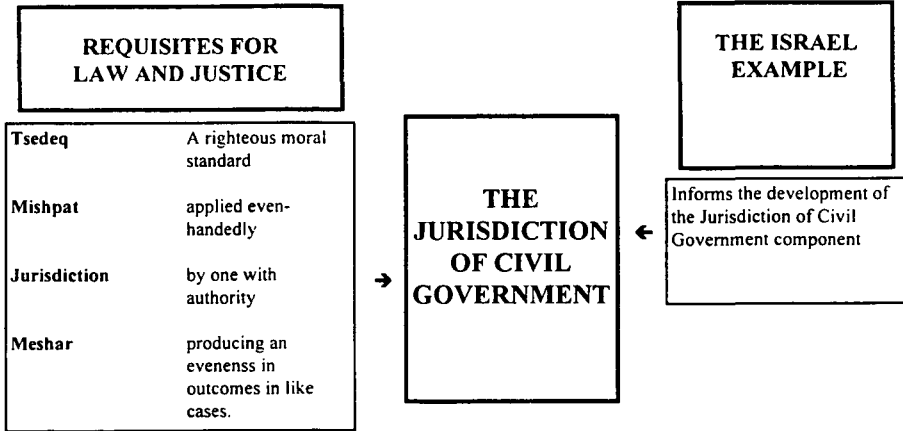 REQUISITES FOR
LAW AND JUSTICE
Tsedeq A righteous moral
standard
Mishpat applied even-
handedly
Jurisdiction by one with
authority
Meshar producing an
evenenss in
outcomes in like
cases.
→
THE
JURISDICTION
OF CIVIL
GOVERNMENT
←
THE ISRAEL
EXAMPLE
Informs the development of
the Jurisdiction of Civil
Government component